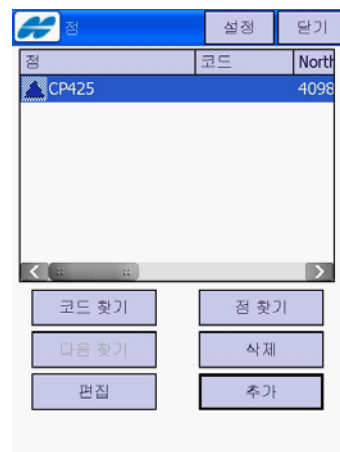 점 설정 닫기
점 코드 North
CP425 4098
코드 찾기 점 찾기
다음 찾기 삭제
편집 추가